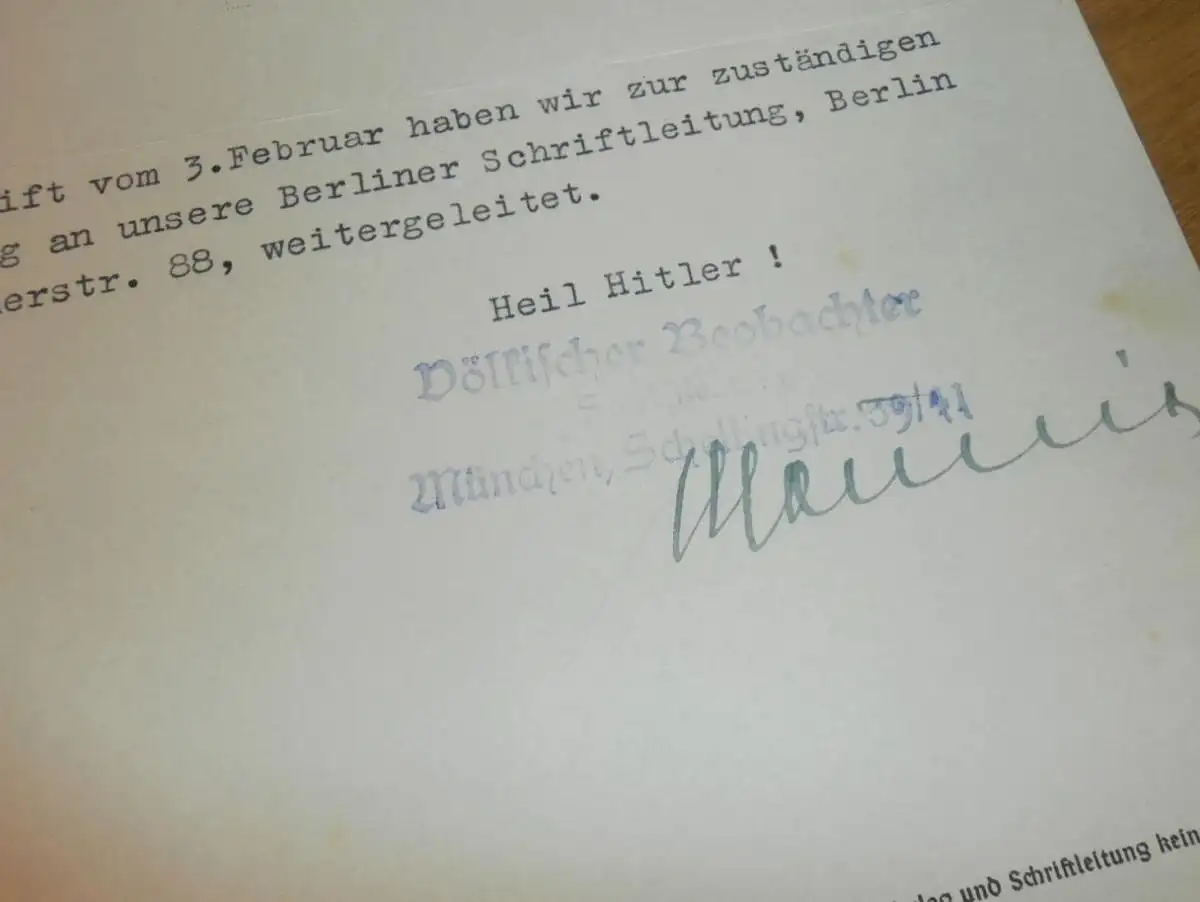 ift vom 3.Februar haben wir zur zuständigen
g an unsere Berliner Schriftleitung, Berlin
erstr. 88, weitergeleitet.
Heil Hitler !
Völkischer Beobachter
München, Schellingstr. 39/41
und Schriftleitung kein